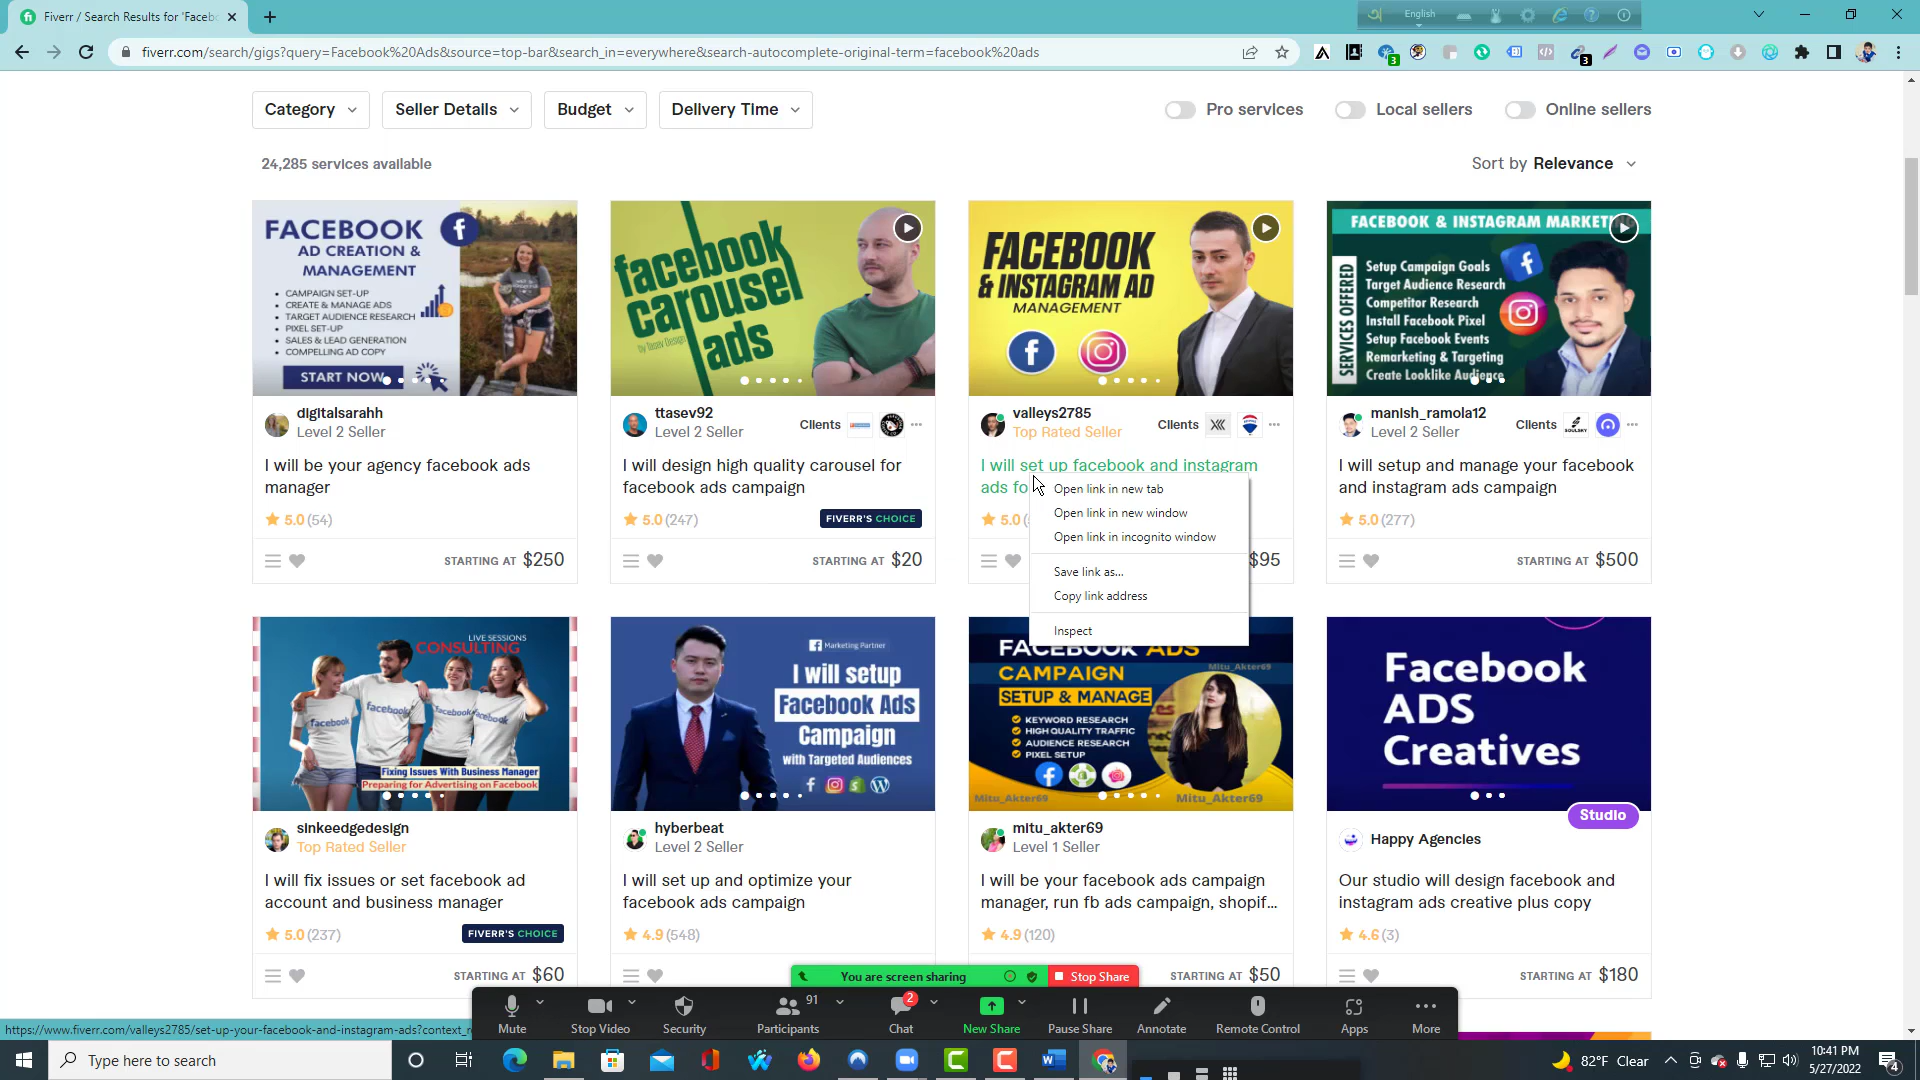 Fiverr / Search Results for 'Facebo
English
fiverr.com/search/gigs?query=Facebook%20Ads&source=top-bar&search_in=everywhere&search-autocomplete-original-term=facebook%20ads
3
3
Category
Seller Details
Budget
Delivery Time
Pro services
Local sellers
Online sellers
24,285 services available
Sort by Relevance
FACEBOOK
AD CREATION &
MANAGEMENT
CAMPAIGN SET-UP
CREATE & MANAGE ADS
TARGET AUDIENCE RESEARCH
PIXEL SET-UP
SALES & LEAD GENERATION
COMPELLING AD COPY
START NOW
digitalsarahh
Level 2 Seller
I will be your agency facebook ads
manager
5.0 (54)
STARTING AT $250
facebook
carousel
ads
by Tasev Design
ttasev92
Level 2 Seller
Clients
I will design high quality carousel for
facebook ads campaign
5.0 (247)
FIVERR'S CHOICE
STARTING AT $20
FACEBOOK
& INSTAGRAM AD
MANAGEMENT
valleys2785
Top Rated Seller
Clients
I will set up facebook and instagram
ads fo
5.0
$95
Open link in new tab
Open link in new window
Open link in incognito window
Save link as...
Copy link address
Inspect
FACEBOOK & INSTAGRAM MARKETI
SERVICES OFFERED
Setup Campaign Goals
Target Audience Research
Competitor Research
Install Facebook Pixel
Setup Facebook Events
Remarketing & Targeting
Create Looklike Audience
manish_ramola12
Level 2 Seller
Clients
SOULSKY
I will setup and manage your facebook
and instagram ads campaign
5.0 (277)
STARTING AT $500
LIVE SESSIONS
CONSULTING
facebook
facebook
facebook
facebook
Fixing Issues With Business Manager
Preparing for Advertising on Facebook
sinkeedgedesign
Top Rated Seller
I will fix issues or set facebook ad
account and business manager
5.0 (237)
FIVERR'S CHOICE
STARTING AT $60
Marketing Partner
I will setup
Facebook Ads
Campaign
with Targeted Audiences
hyberbeat
Level 2 Seller
I will set up and optimize your
facebook ads campaign
4.9 (548)
FACEBOOK ADS
CAMPAIGN
SETUP & MANAGE
Mitu_Akter69
KEYWORD RESEARCH
HIGH QUALITY TRAFFIC
AUDIENCE RESEARCH
PIXEL SETUP
Mitu_Akter69
Mitu_Akter69
mitu_akter69
Level 1 Seller
I will be your facebook ads campaign
manager, run fb ads campaign, shopif...
4.9 (120)
STARTING AT $50
Facebook
ADS
Creatives
Studio
Happy Agencies
Our studio will design facebook and
instagram ads creative plus copy
4.6 (3)
STARTING AT $180
You are screen sharing
Stop Share
Mute
Stop Video
Security
Participants
91
Chat
2
New Share
Pause Share
Annotate
Remote Control
Apps
More
https://www.fiverr.com/valleys2785/set-up-your-facebook-and-instagram-ads?context_r
Type here to search
82°F Clear
10:41 PM
5/27/2022
4